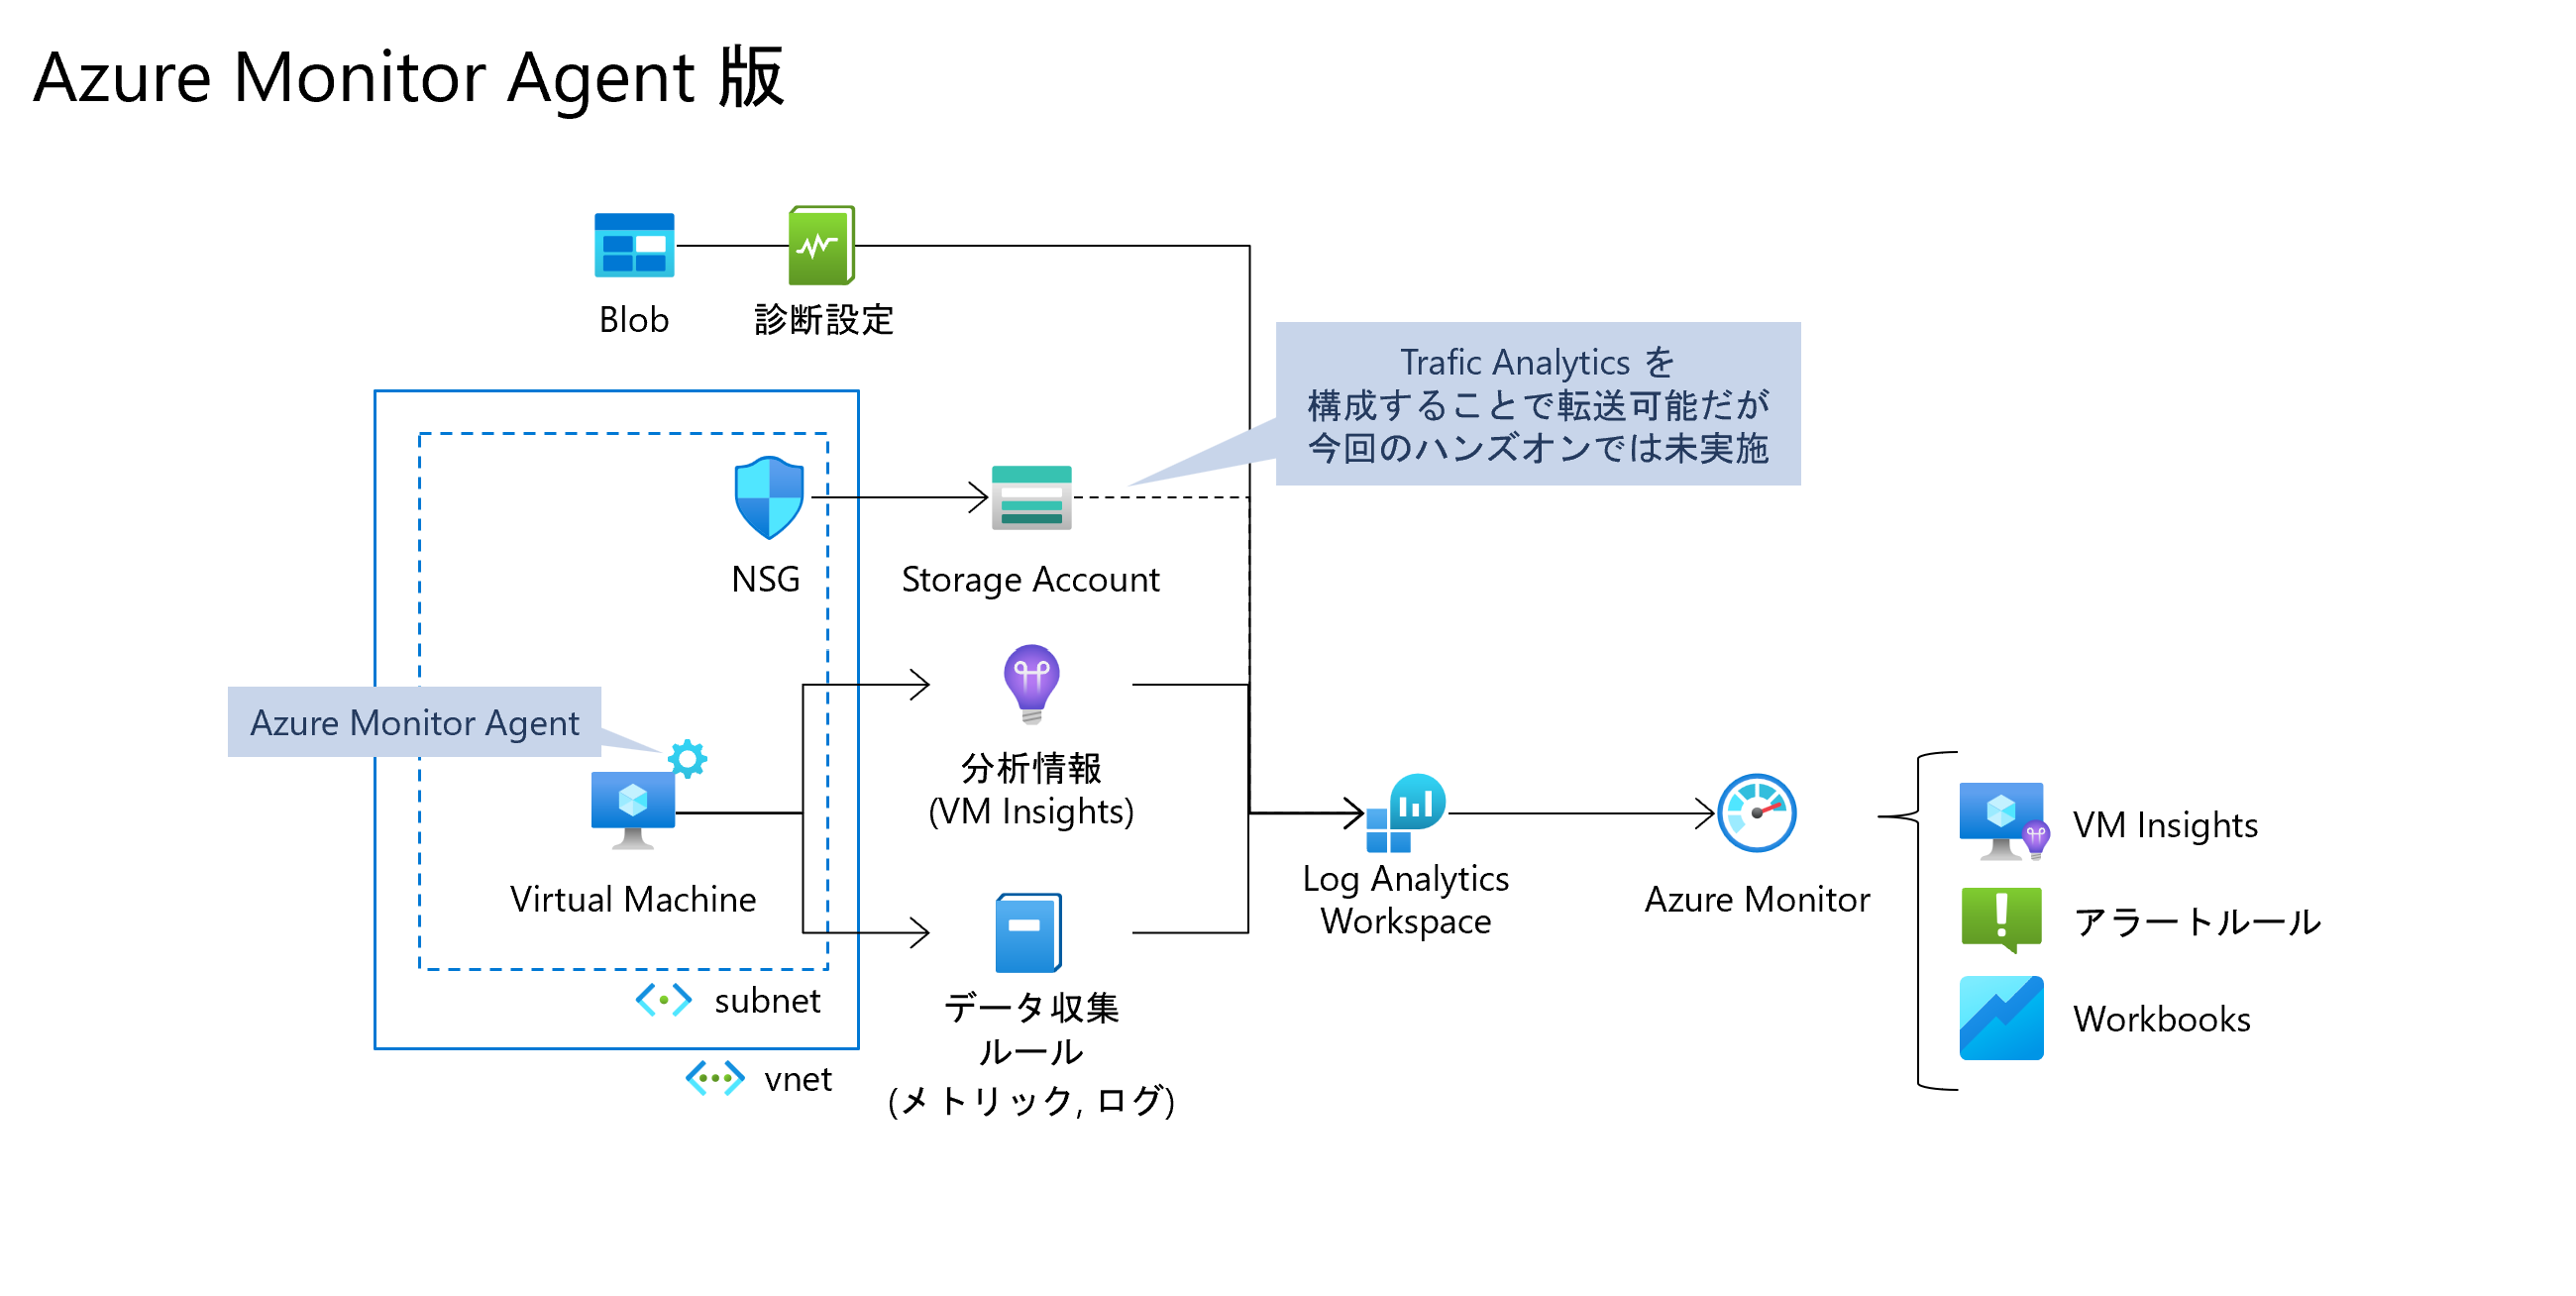 Azure Monitor Agent 版
Blob
診断設定
Trafic Analytics を
構成することで転送可能だが
今回のハンズオンでは未実施
NSG
Storage Account
Azure Monitor Agent
分析情報
(VM Insights)
Virtual Machine
Log Analytics
Workspace
Azure Monitor
VM Insights
アラートルール
Workbooks
subnet
vnet
データ収集
ルール
(メトリック, ログ)